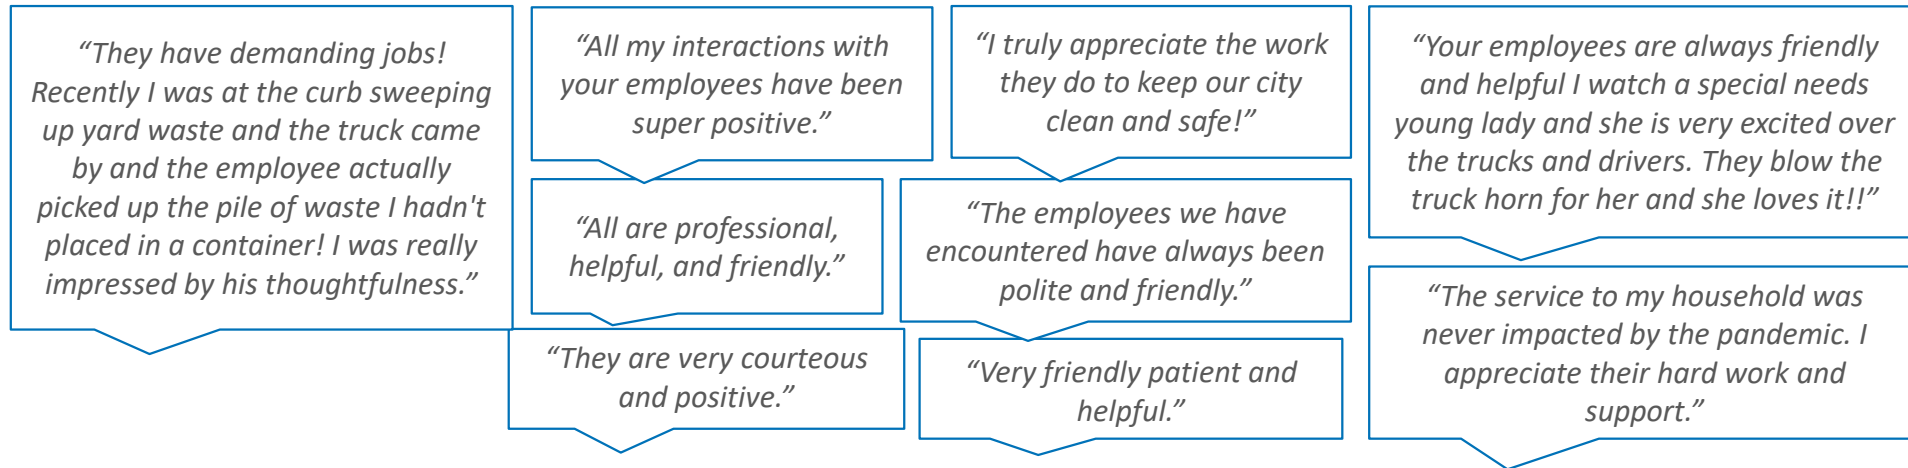 “They have demanding jobs!
Recently I was at the curb sweeping
up yard waste and the truck came
by and the employee actually
picked up the pile of waste I hadn't
placed in a container! I was really
impressed by his thoughtfulness.”
“All my interactions with
your employees have been
super positive.”
“All are professional,
helpful, and friendly.”
“They are very courteous
and positive.”
“I truly appreciate the work
they do to keep our city
clean and safe!”
“The employees we have
encountered have always been
polite and friendly.”
“Very friendly patient and
helpful.”
“Your employees are always friendly
and helpful I watch a special needs
young lady and she is very excited over
the trucks and drivers. They blow the
truck horn for her and she loves it!!”
“The service to my household was
never impacted by the pandemic. I
appreciate their hard work and
support.”